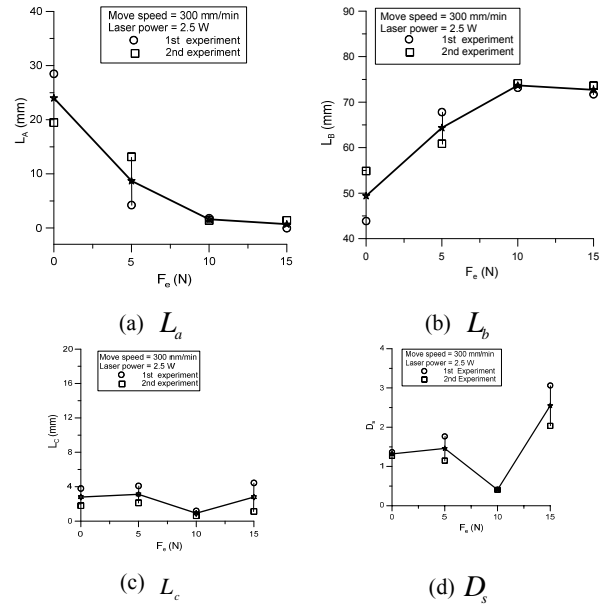 Move speed = 300 mm/min
Laser power = 2.5 W
1st experiment
2nd experiment
40
30
20
10
0
L_A (mm)
0 5 10 15
F_e (N)
(a) L_a
Move speed = 300 mm/min
Laser power = 2.5 W
1st experiment
2nd experiment
90
80
70
60
50
40
L_B (mm)
0 5 10 15
F_e (N)
(b) L_b
Move speed = 300 mm/min
Laser power = 2.5 W
1st experiment
2nd experiment
20
16
12
8
4
0
L_C (mm)
0 5 10 15
F_e (N)
(c) L_c
Move speed = 300 mm/min
Laser power = 2.5 W
1st Experiment
2nd Experiment
4
3
2
1
0
D_s
0 5 10 15
F_e (N)
(d) D_s